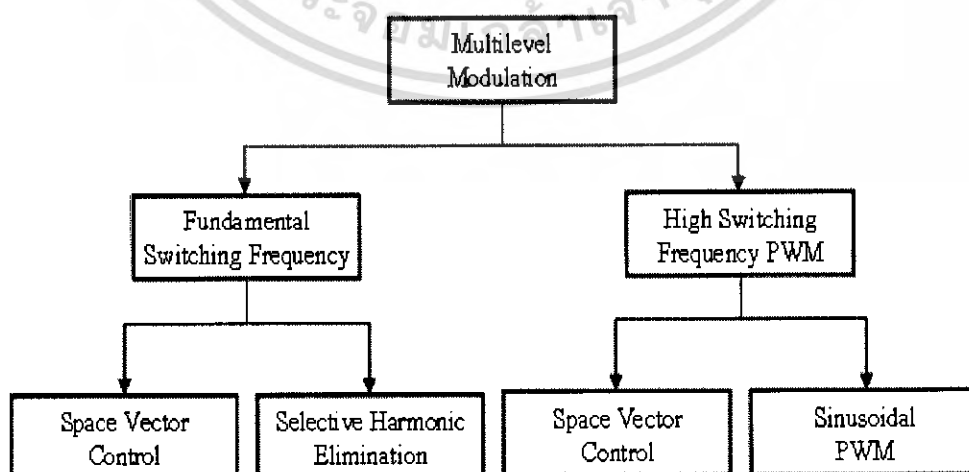 Multilevel
Modulation
Fundamental
Switching Frequency
High Switching
Frequency PWM
Space Vector
Control
Selective Harmonic
Elimination
Space Vector
Control
Sinusoidal
PWM